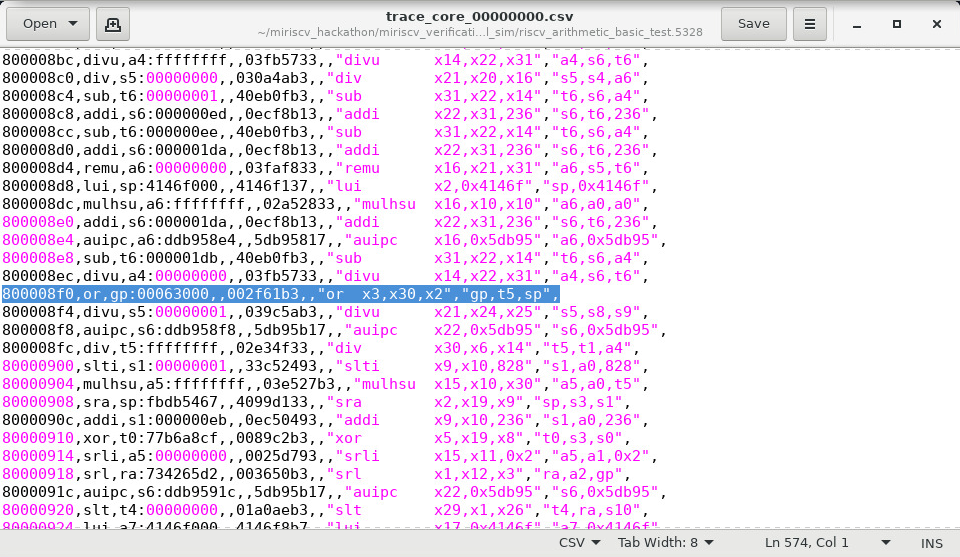 Open
trace_core_00000000.csv
~/miriscv_hackathon/miriscv_verificati...l_sim/riscv_arithmetic_basic_test.5328
Save
800008bc,divu,a4:ffffffff,,03fb5733,,"divu x14,x22,x31","a4,s6,t6",
800008c0,div,s5:00000000,,030a4ab3,,"div x21,x20,x16","s5,s4,a6",
800008c4,sub,t6:00000001,,40eb0fb3,,"sub x31,x22,x14","t6,s6,a4",
800008c8,addi,s6:000000ed,,0ecf8b13,,"addi x22,x31,236","s6,t6,236",
800008cc,sub,t6:000000ee,,40eb0fb3,,"sub x31,x22,x14","t6,s6,a4",
800008d0,addi,s6:000001da,,0ecf8b13,,"addi x22,x31,236","s6,t6,236",
800008d4,remu,a6:00000000,,03faf833,,"remu x16,x21,x31","a6,s5,t6",
800008d8,lui,sp:4146f000,,4146f137,,"lui x2,0x4146f","sp,0x4146f",
800008dc,mulhsu,a6:ffffffff,,02a52833,,"mulhsu x16,x10,x10","a6,a0,a0",
800008e0,addi,s6:000001da,,0ecf8b13,,"addi x22,x31,236","s6,t6,236",
800008e4,auipc,a6:ddb958e4,,5db95817,,"auipc x16,0x5db95","a6,0x5db95",
800008e8,sub,t6:000001db,,40eb0fb3,,"sub x31,x22,x14","t6,s6,a4",
800008ec,divu,a4:00000000,,03fb5733,,"divu x14,x22,x31","a4,s6,t6",
800008f0,or,gp:00063000,,002f61b3,,"or x3,x30,x2","gp,t5,sp",
800008f4,divu,s5:00000001,,039c5ab3,,"divu x21,x24,x25","s5,s8,s9",
800008f8,auipc,s6:ddb958f8,,5db95b17,,"auipc x22,0x5db95","s6,0x5db95",
800008fc,div,t5:ffffffff,,02e34f33,,"div x30,x6,x14","t5,t1,a4",
80000900,slti,s1:00000001,,33c52493,,"slti x9,x10,828","s1,a0,828",
80000904,mulhsu,a5:ffffffff,,03e527b3,,"mulhsu x15,x10,x30","a5,a0,t5",
80000908,sra,sp:fbdb5467,,4099d133,,"sra x2,x19,x9","sp,s3,s1",
8000090c,addi,s1:000000eb,,0ec50493,,"addi x9,x10,236","s1,a0,236",
80000910,xor,t0:77b6a8cf,,0089c2b3,,"xor x5,x19,x8","t0,s3,s0",
80000914,srli,a5:00000000,,0025d793,,"srli x15,x11,0x2","a5,a1,0x2",
80000918,srl,ra:734265d2,,003650b3,,"srl x1,x12,x3","ra,a2,gp",
8000091c,auipc,s6:ddb9591c,,5db95b17,,"auipc x22,0x5db95","s6,0x5db95",
80000920,slt,t4:00000000,,01a0aeb3,,"slt x29,x1,x26","t4,ra,s10",
80000924,lui,a7:4146f000,,4146f8b7,,"lui x17,0x4146f","a7,0x4146f",
CSV
Tab Width: 8
Ln 574, Col 1
INS